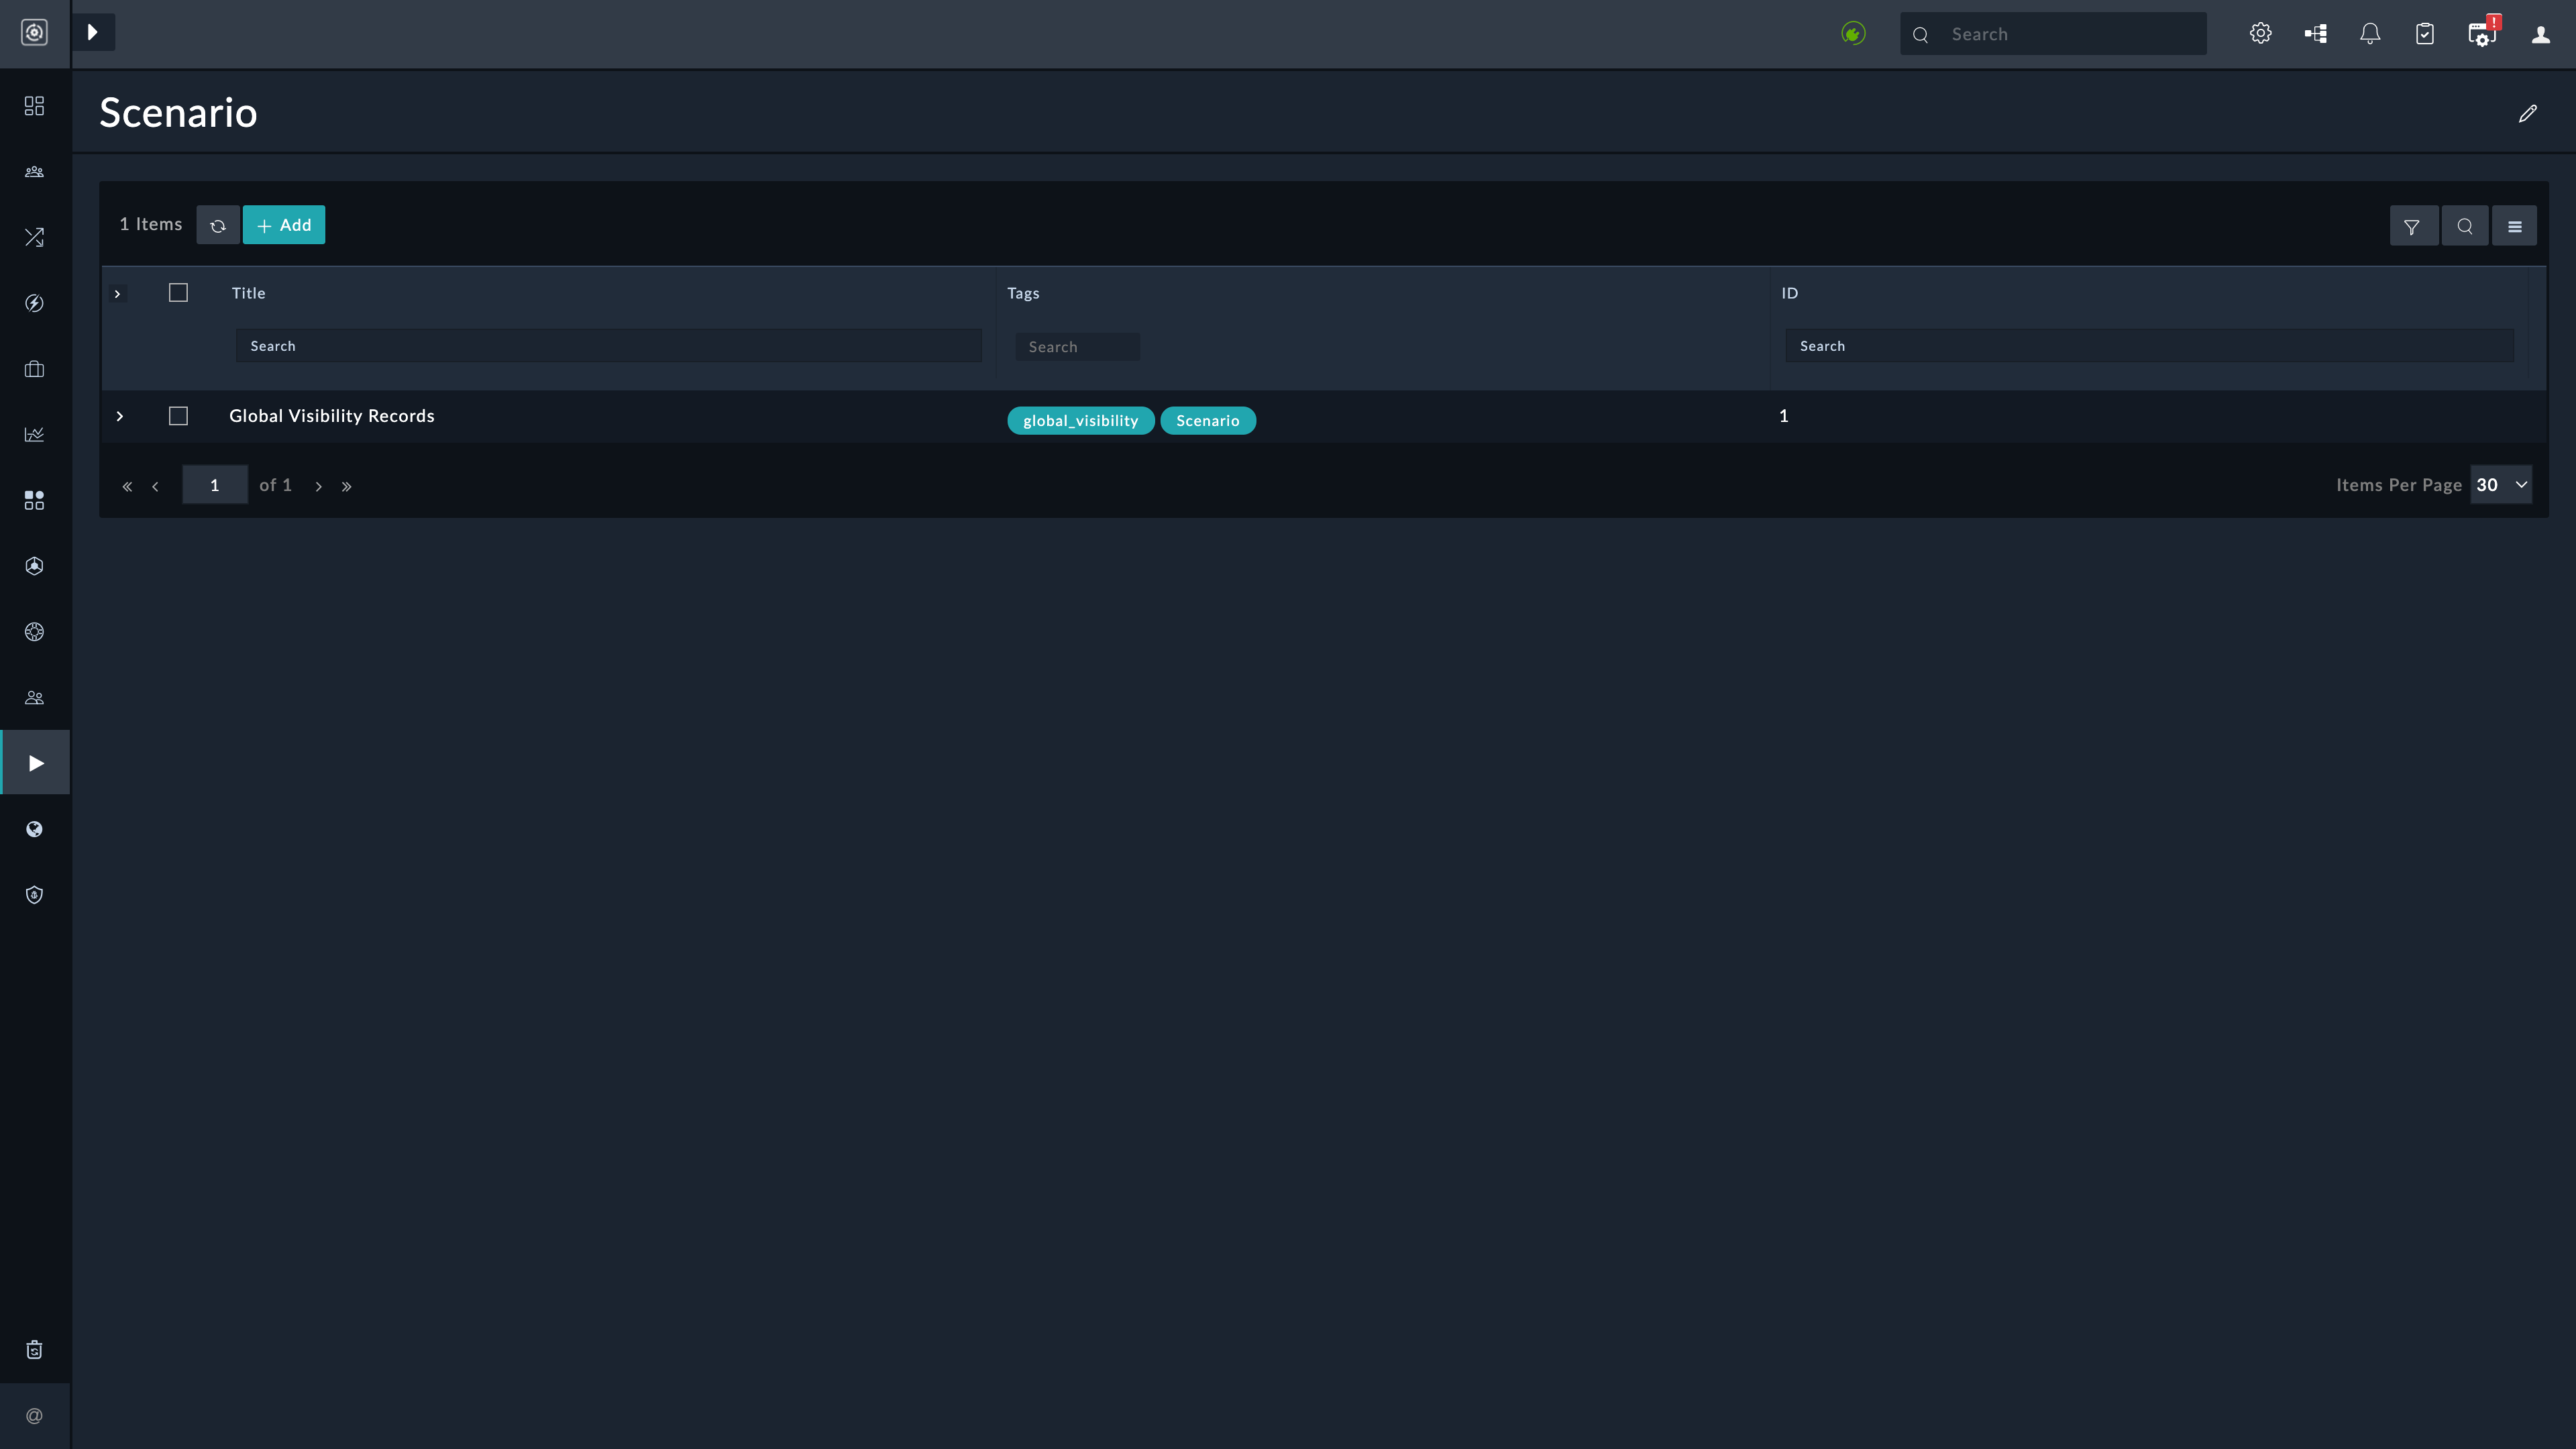 Search
!
Scenario
1 Items
Add
Title
Tags
ID
Search
Search
Search
Global Visibility Records
global_visibility
Scenario
1
« ‹ 1 of 1 › »
Items Per Page 30
@